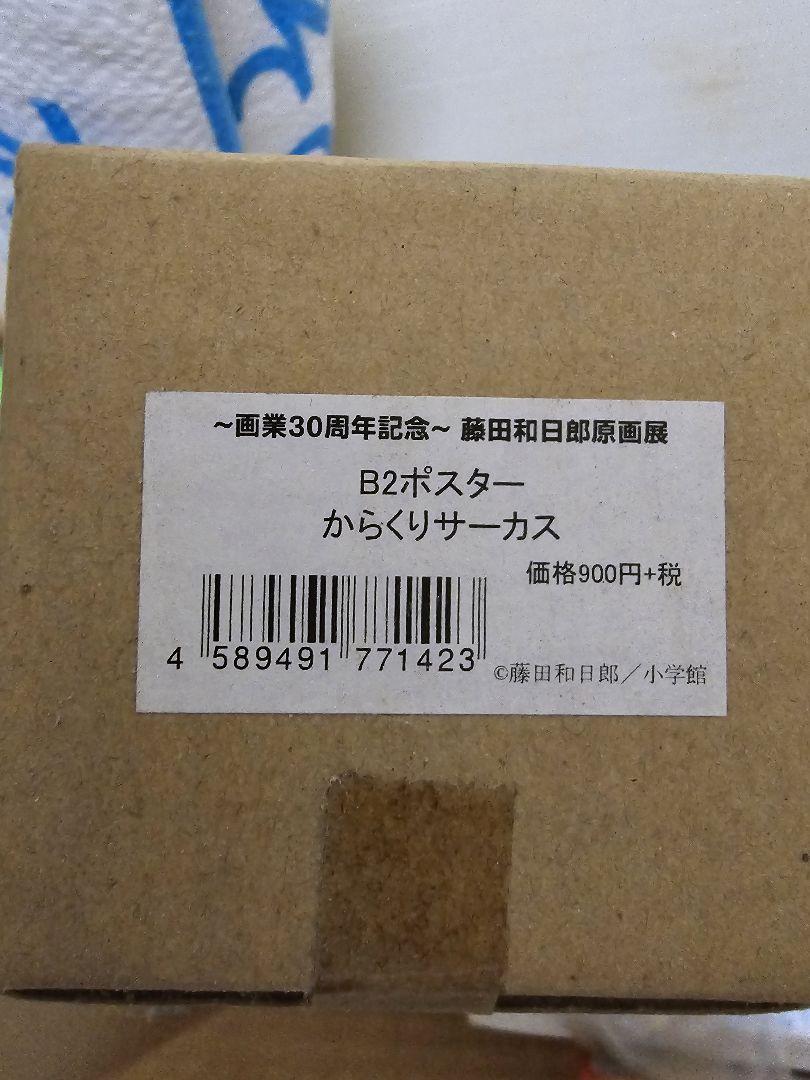 ~画業30周年記念~ 藤田和日郎原画展
B2ポスター
からくりサーカス
価格900円+税
4 589491 771423
©藤田和日郎／小学館